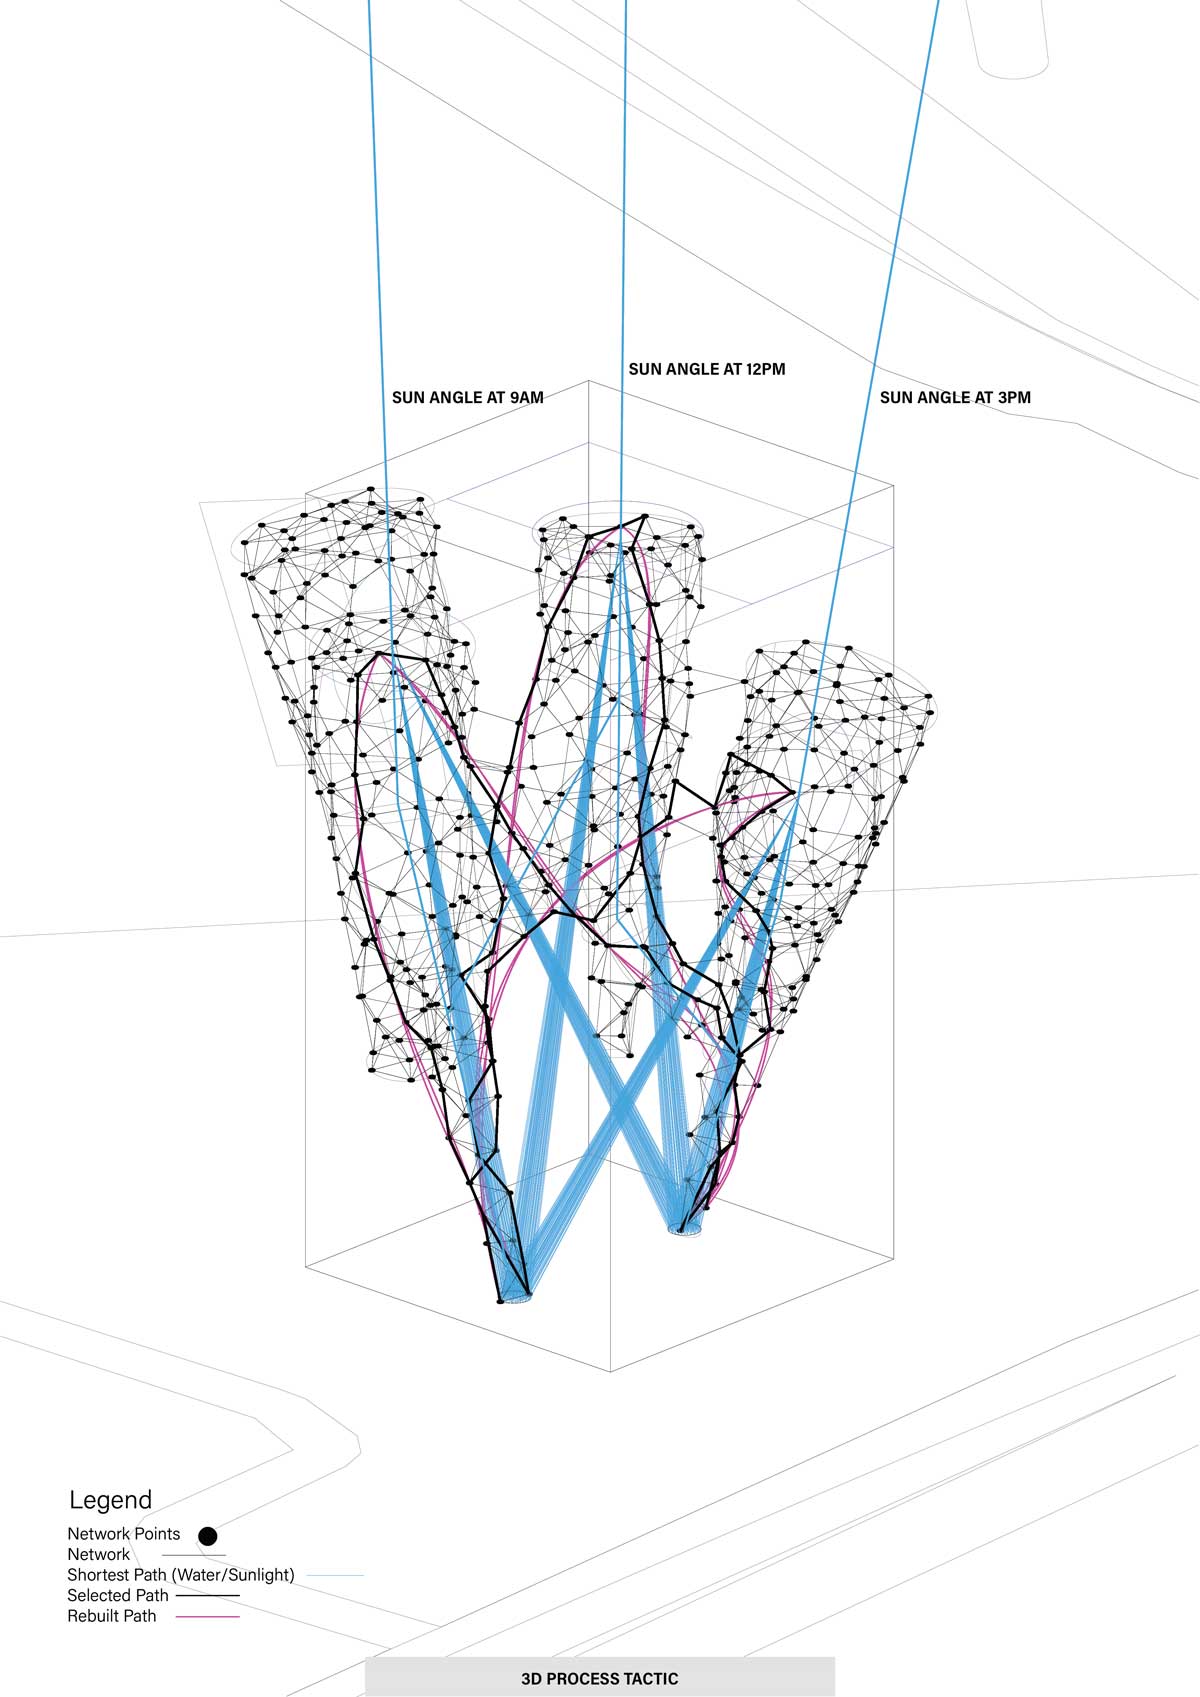 SUN ANGLE AT 12PM
SUN ANGLE AT 9AM
SUN ANGLE AT 3PM
Legend
Network Points
Network
Shortest Path (Water/Sunlight)
Selected Path
Rebuilt Path
3D PROCESS TACTIC